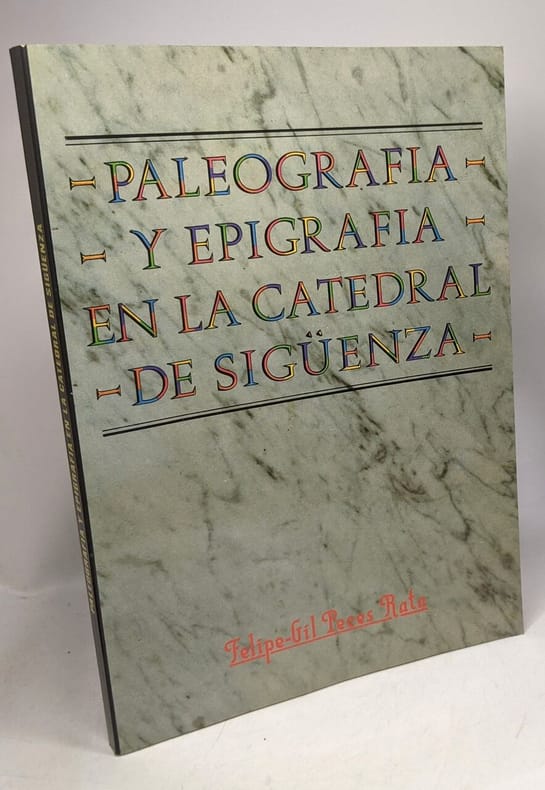 PALEOGRAFIA
Y EPIGRAFIA
EN LA CATEDRAL
DE SIGÜENZA
Felipe-Gil Peces Rata
PALEOGRAFIA Y EPIGRAFIA EN LA CATEDRAL DE SIGÜENZA